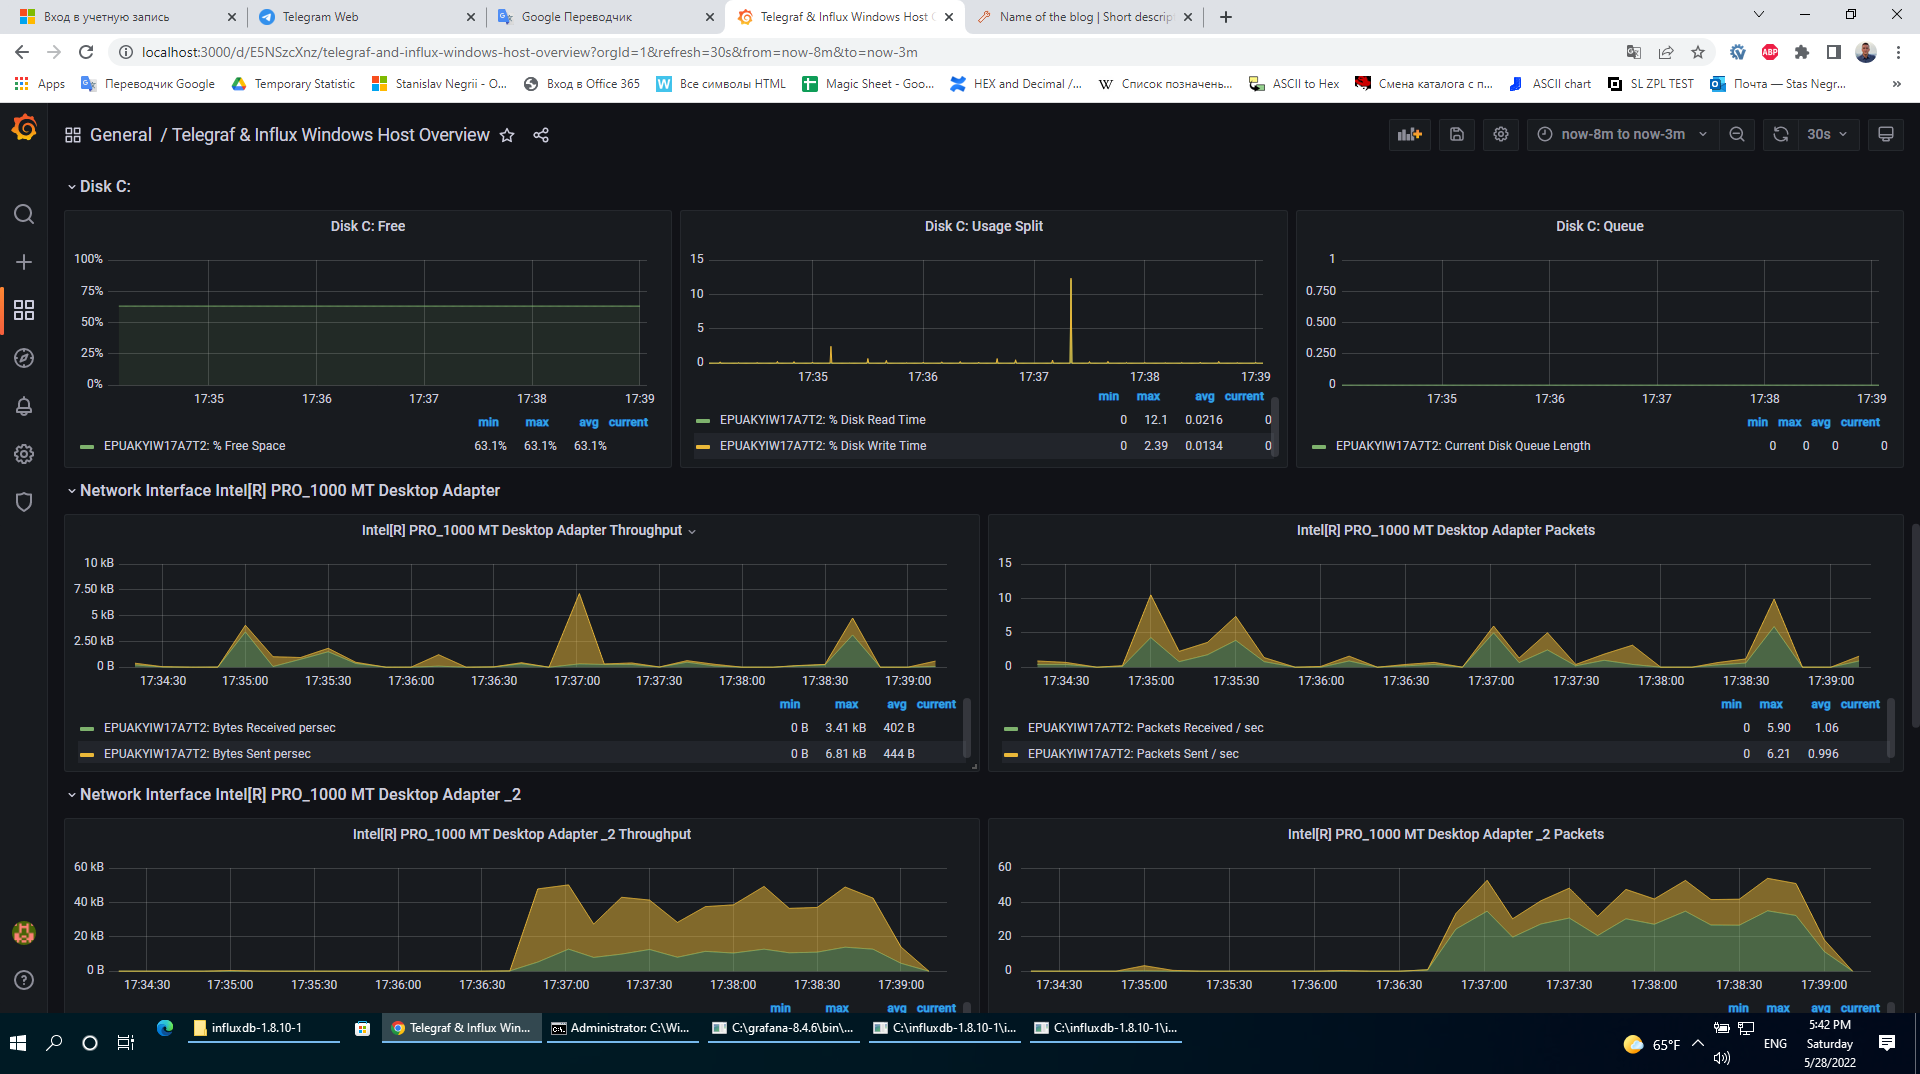 Вход в учетную запись
Telegram Web
Google Переводчик
Telegraf & Influx Windows Host
Name of the blog | Short descrip
localhost:3000/d/E5NSzcXnz/telegraf-and-influx-windows-host-overview?orgId=1&refresh=30s&from=now-8m&to=now-3m
ABP
Apps
Переводчик Google
Temporary Statistic
Stanislav Negrii - O...
Вход в Office 365
Все символы HTML
Magic Sheet - Goo...
HEX and Decimal /...
Список позначень...
ASCII to Hex
Смена каталога с п...
ASCII chart
SL ZPL TEST
Почта — Stas Negr...
»
General / Telegraf & Influx Windows Host Overview
now-8m to now-3m
30s
Disk C:
Disk C: Free
100%
75%
50%
25%
0%
17:35 17:36 17:37 17:38 17:39
min max avg current
EPUAKYIW17A7T2: % Free Space 63.1% 63.1% 63.1%
Disk C: Usage Split
15
10
5
0
17:35 17:36 17:37 17:38 17:39
min max avg current
EPUAKYIW17A7T2: % Disk Read Time 0 12.1 0.0216 0
EPUAKYIW17A7T2: % Disk Write Time 0 2.39 0.0134 0
Disk C: Queue
1
0.750
0.500
0.250
0
17:35 17:36 17:37 17:38 17:39
min max avg current
EPUAKYIW17A7T2: Current Disk Queue Length 0 0 0 0
Network Interface Intel[R] PRO_1000 MT Desktop Adapter
Intel[R] PRO_1000 MT Desktop Adapter Throughput
10 kB
7.50 kB
5 kB
2.50 kB
0 B
17:34:30 17:35:00 17:35:30 17:36:00 17:36:30 17:37:00 17:37:30 17:38:00 17:38:30 17:39:00
min max avg current
EPUAKYIW17A7T2: Bytes Received persec 0 B 3.41 kB 402 B
EPUAKYIW17A7T2: Bytes Sent persec 0 B 6.81 kB 444 B
Intel[R] PRO_1000 MT Desktop Adapter Packets
15
10
5
0
17:34:30 17:35:00 17:35:30 17:36:00 17:36:30 17:37:00 17:37:30 17:38:00 17:38:30 17:39:00
min max avg current
EPUAKYIW17A7T2: Packets Received / sec 0 5.90 1.06
EPUAKYIW17A7T2: Packets Sent / sec 0 6.21 0.996
Network Interface Intel[R] PRO_1000 MT Desktop Adapter _2
Intel[R] PRO_1000 MT Desktop Adapter _2 Throughput
60 kB
40 kB
20 kB
0 B
17:34:30 17:35:00 17:35:30 17:36:00 17:36:30 17:37:00 17:37:30 17:38:00 17:38:30 17:39:00
min max avg current
Intel[R] PRO_1000 MT Desktop Adapter _2 Packets
60
40
20
0
17:34:30 17:35:00 17:35:30 17:36:00 17:36:30 17:37:00 17:37:30 17:38:00 17:38:30 17:39:00
min max avg current
influxdb-1.8.10-1
Telegraf & Influx Win...
Administrator: C:\Wi...
C:\grafana-8.4.6\bin\...
C:\influxdb-1.8.10-1\i...
C:\influxdb-1.8.10-1\i...
65°F
ENG
5:42 PM
Saturday
5/28/2022